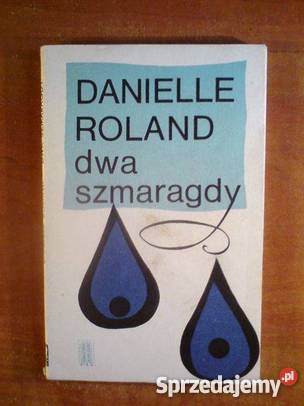 DANIELLE
ROLAND
dwa
szmaragdy
Sprzedajemy.pl